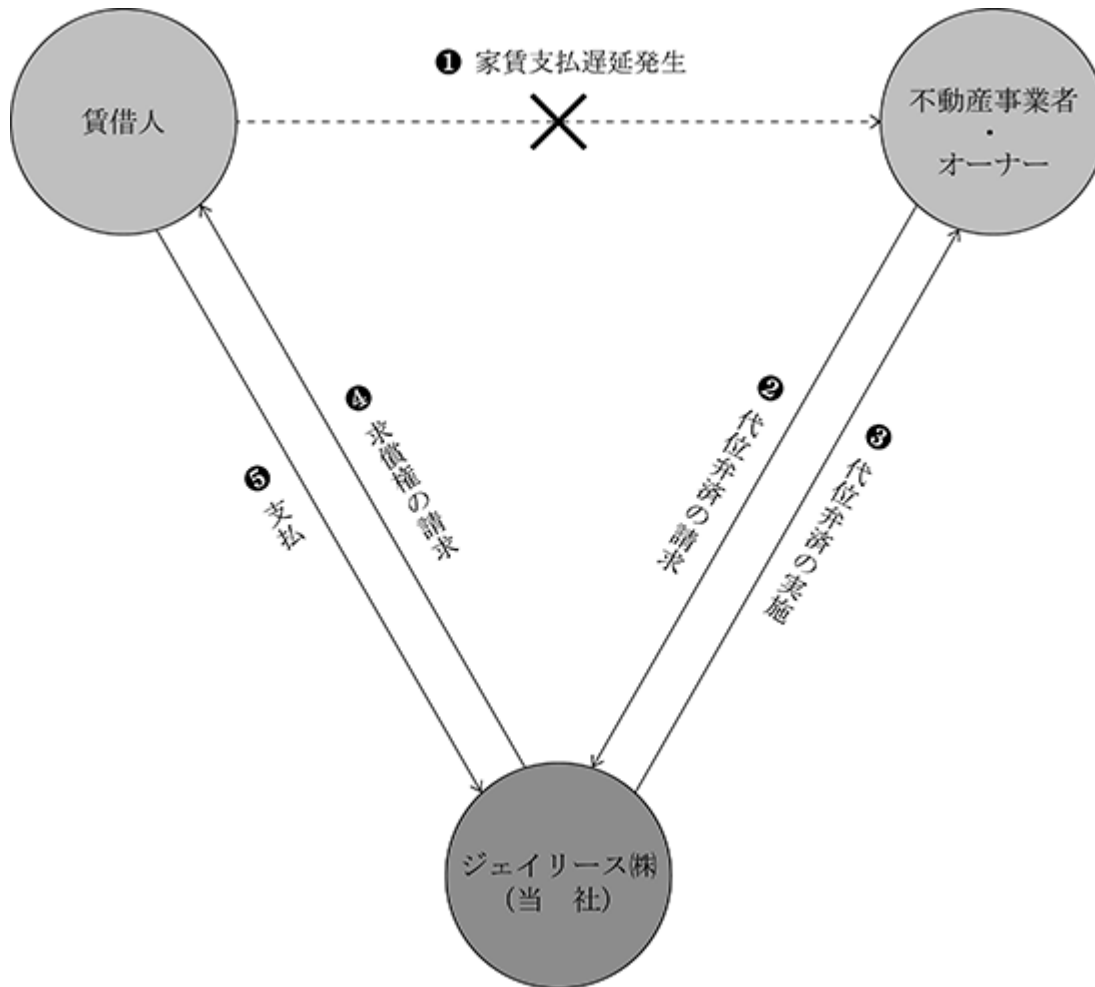 ❶ 家賃支払遅延発生
賃借人
不動産事業者
・
オーナー
❷ 代位弁済の請求
❸ 代位弁済の実施
❹ 求償権の請求
❺ 支払
ジェイリース㈱
（当　社）